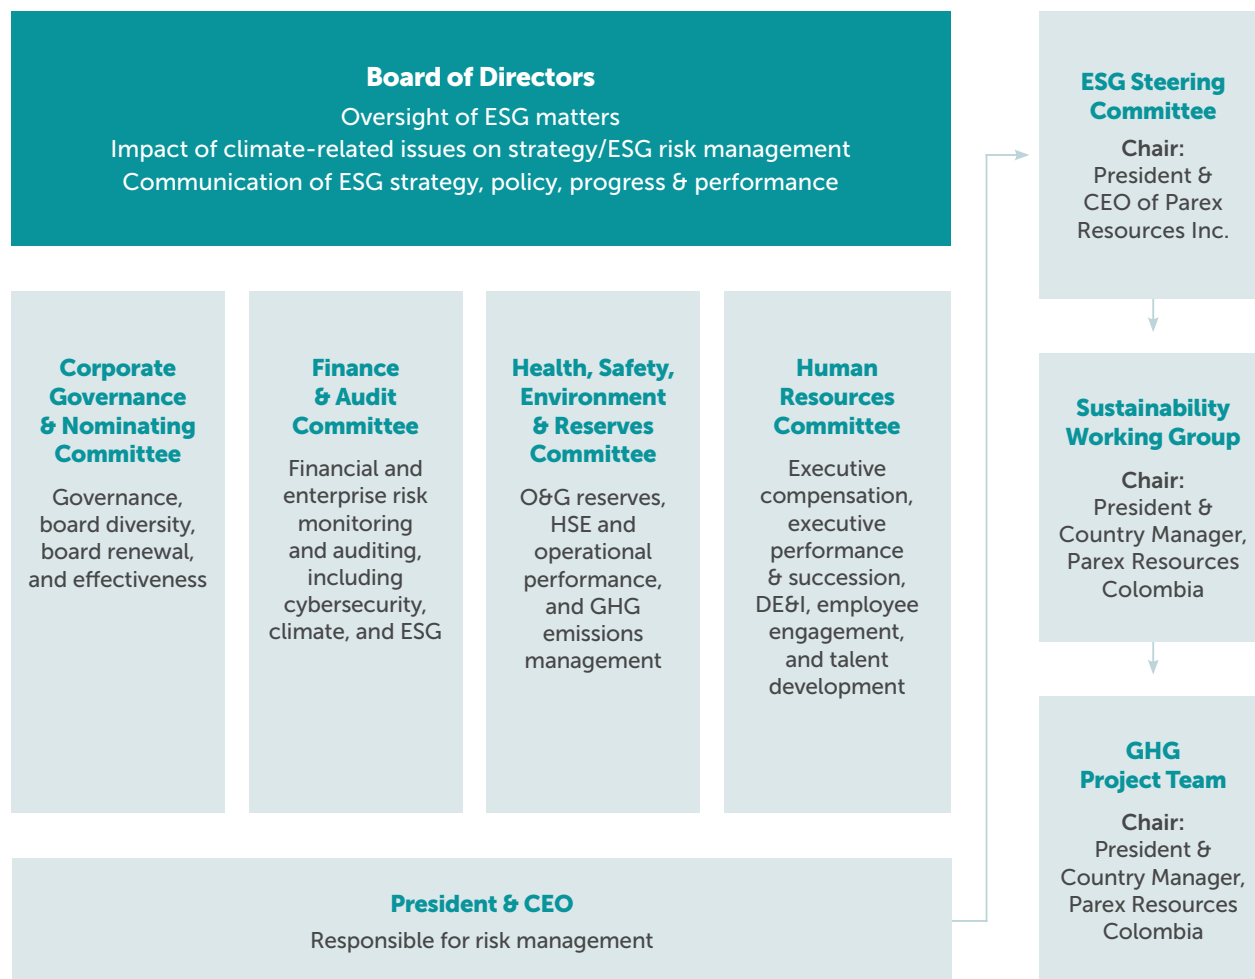 Board of Directors
Oversight of ESG matters
Impact of climate-related issues on strategy/ESG risk management
Communication of ESG strategy, policy, progress & performance
Corporate
Governance
& Nominating
Committee
Governance,
board diversity,
board renewal,
and effectiveness
Finance
& Audit
Committee
Financial and
enterprise risk
monitoring
and auditing,
including
cybersecurity,
climate, and ESG
Health, Safety,
Environment
& Reserves
Committee
O&G reserves,
HSE and
operational
performance,
and GHG
emissions
management
Human
Resources
Committee
Executive
compensation,
executive
performance
& succession,
DE&I, employee
engagement,
and talent
development
President & CEO
Responsible for risk management
ESG Steering
Committee
Chair:
President &
CEO of Parex
Resources Inc.
Sustainability
Working Group
Chair:
President &
Country Manager,
Parex Resources
Colombia
GHG
Project Team
Chair:
President &
Country Manager,
Parex Resources
Colombia